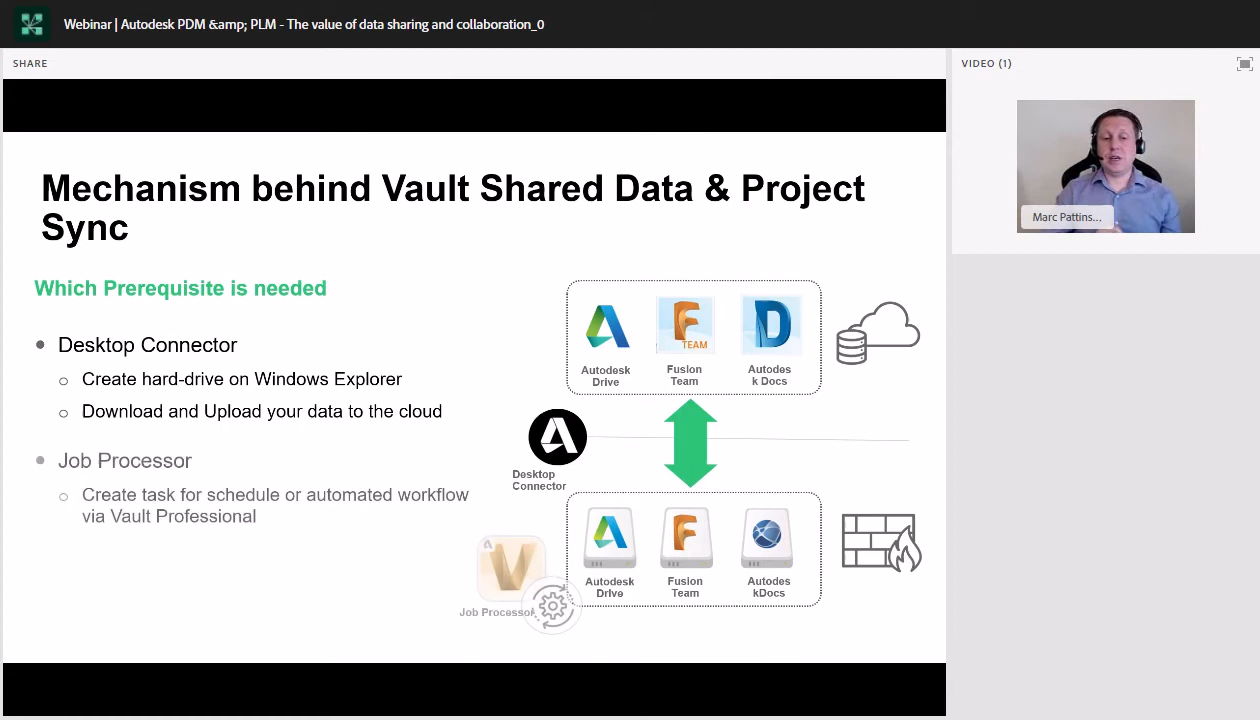 Webinar | Autodesk PDM &amp; PLM - The value of data sharing and collaboration_0
SHARE
VIDEO (1)
Marc Pattins...
Mechanism behind Vault Shared Data & Project
Sync
Which Prerequisite is needed
Desktop Connector
Create hard-drive on Windows Explorer
Download and Upload your data to the cloud
Job Processor
Create task for schedule or automated workflow
via Vault Professional
TEAM
Autodesk
Drive
Fusion
Team
Autodes
k Docs
Desktop
Connector
Autodesk
Drive
Fusion
Team
Autodes
kDocs
Job Processor